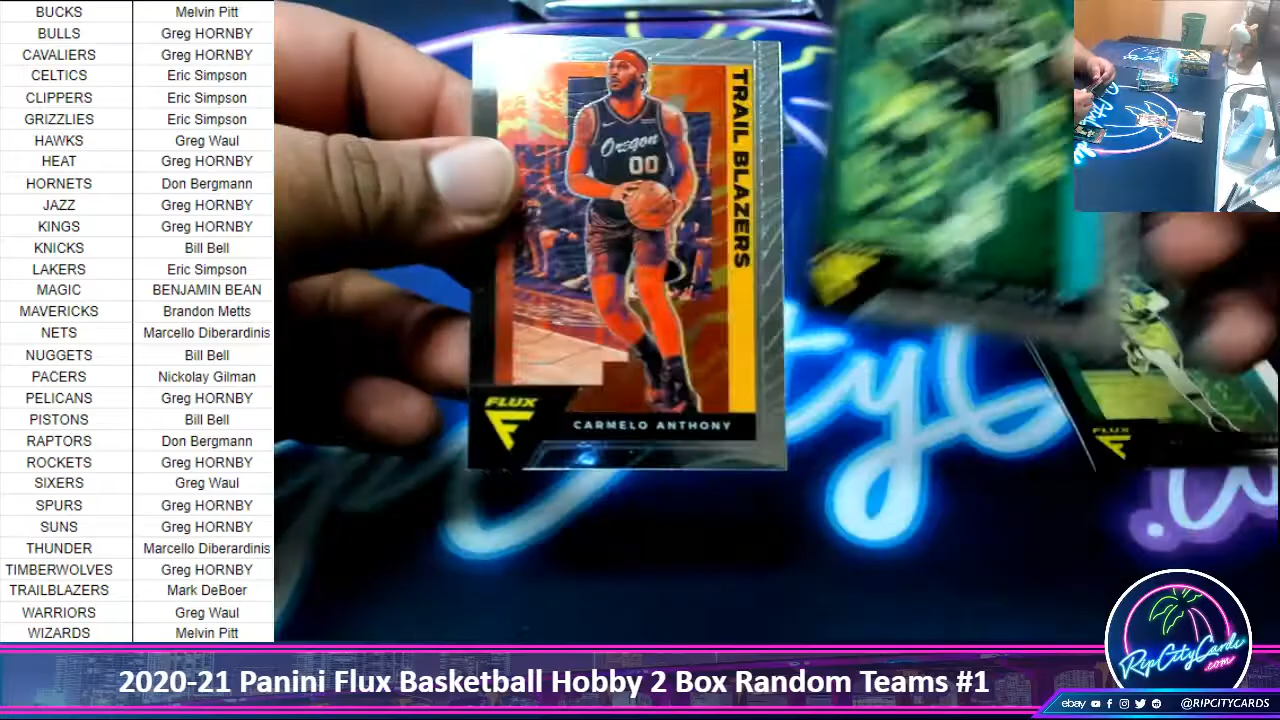 BUCKS Melvin Pitt
BULLS Greg HORNBY
CAVALIERS Greg HORNBY
CELTICS Eric Simpson
CLIPPERS Eric Simpson
GRIZZLIES Eric Simpson
HAWKS Greg Waul
HEAT Greg HORNBY
HORNETS Don Bergmann
JAZZ Greg HORNBY
KINGS Greg HORNBY
KNICKS Bill Bell
LAKERS Eric Simpson
MAGIC BENJAMIN BEAN
MAVERICKS Brandon Metts
NETS Marcello Diberardinis
NUGGETS Bill Bell
PACERS Nickolay Gilman
PELICANS Greg HORNBY
PISTONS Bill Bell
RAPTORS Don Bergmann
ROCKETS Greg HORNBY
SIXERS Greg Waul
SPURS Greg HORNBY
SUNS Greg HORNBY
THUNDER Marcello Diberardinis
TIMBERWOLVES Greg HORNBY
TRAILBLAZERS Mark DeBoer
WARRIORS Greg Waul
WIZARDS Melvin Pitt
TRAIL BLAZERS
Oregon
00
FLUX
CARMELO ANTHONY
FLUX
RipCityCards
.com
2020-21 Panini Flux Basketball Hobby 2 Box Random Teams #1
ebay @RIPCITYCARDS